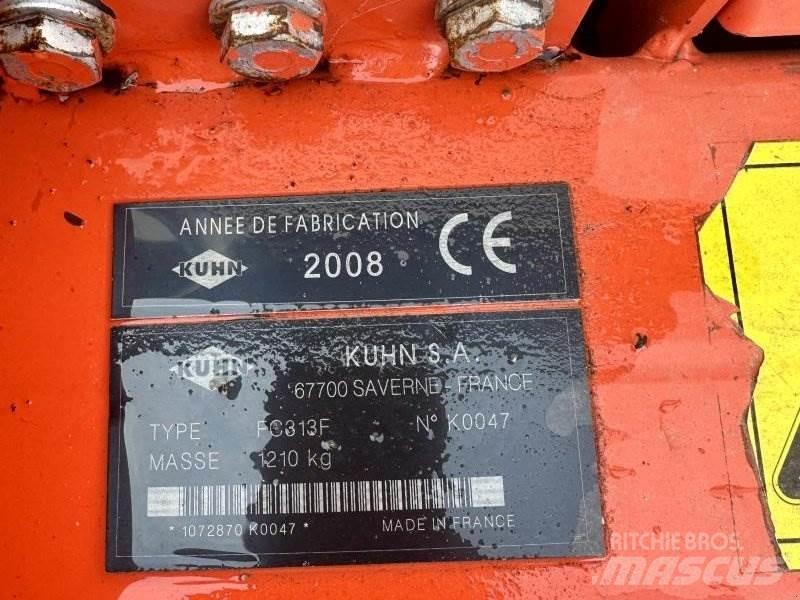 ANNEE DE FABRICATION
KUHN 2008 CE
KUHN KUHN S.A.
67700 SAVERNE - FRANCE
TYPE FC313F N° K0047
MASSE 1210 kg
* 1072870 K0047 * MADE IN FRANCE
RITCHIE BROS.
MASCUS